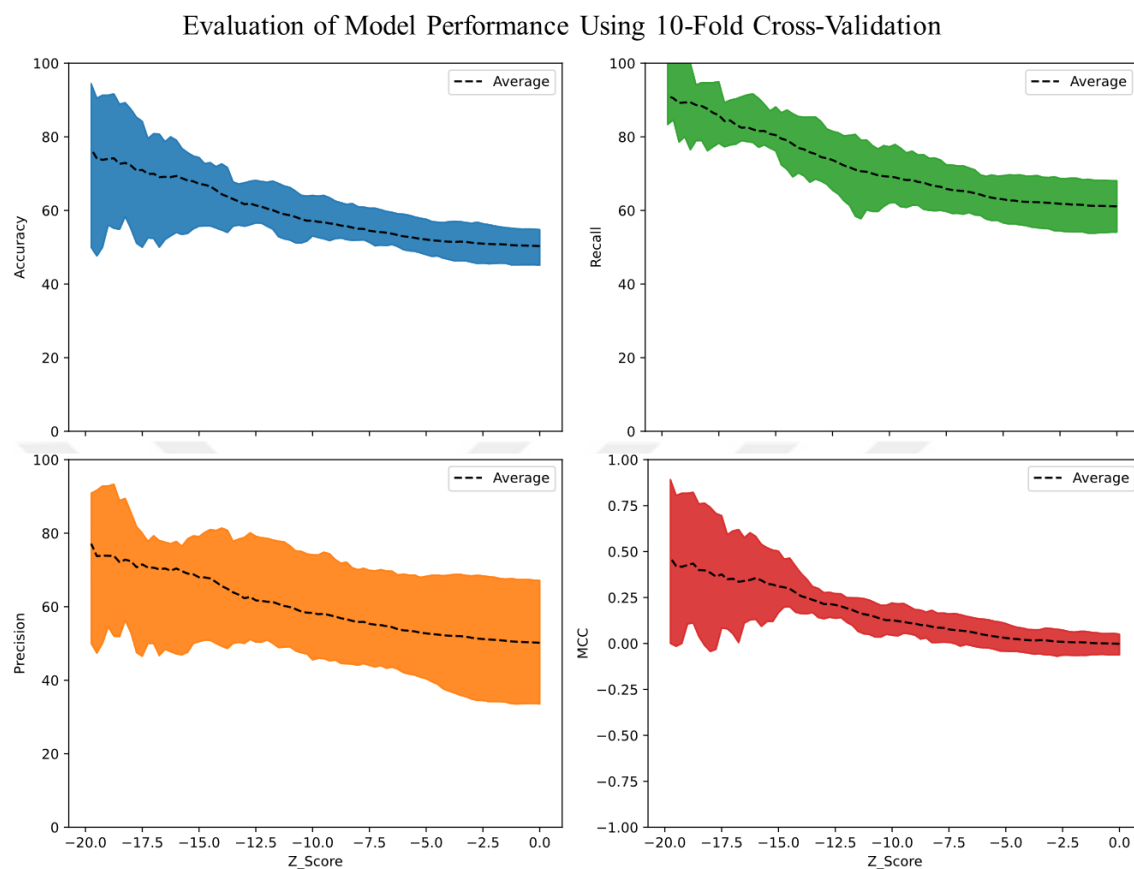 Evaluation of Model Performance Using 10-Fold Cross-Validation
100
80
60
40
20
0
Accuracy
Average
100
80
60
40
20
0
Recall
Average
100
80
60
40
20
0
Precision
Average
−20.0 −17.5 −15.0 −12.5 −10.0 −7.5 −5.0 −2.5 0.0
Z_Score
1.00
0.75
0.50
0.25
0.00
−0.25
−0.50
−0.75
−1.00
MCC
Average
−20.0 −17.5 −15.0 −12.5 −10.0 −7.5 −5.0 −2.5 0.0
Z_Score